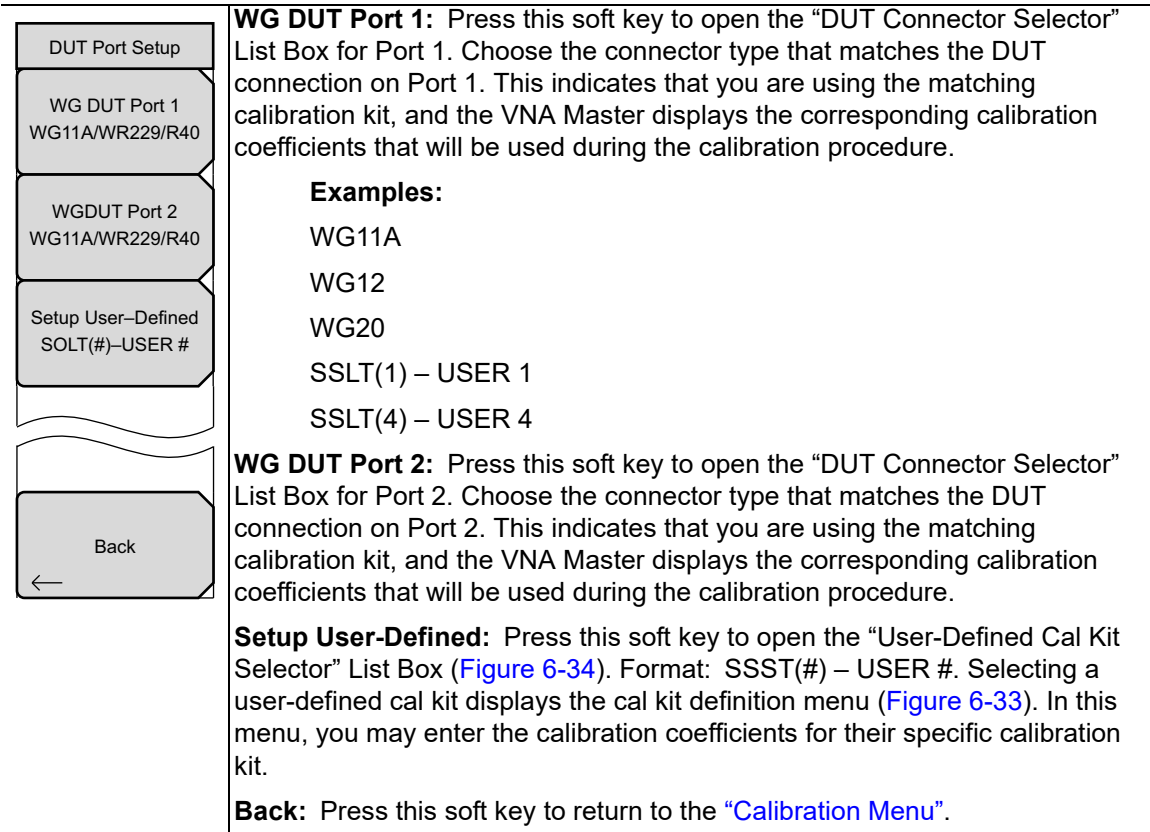 DUT Port Setup
WG DUT Port 1
WG11A/WR229/R40
WGDUT Port 2
WG11A/WR229/R40
Setup User–Defined
SOLT(#)–USER #
Back
WG DUT Port 1: Press this soft key to open the “DUT Connector Selector”
List Box for Port 1. Choose the connector type that matches the DUT
connection on Port 1. This indicates that you are using the matching
calibration kit, and the VNA Master displays the corresponding calibration
coefficients that will be used during the calibration procedure.
Examples:
WG11A
WG12
WG20
SSLT(1) – USER 1
SSLT(4) – USER 4
WG DUT Port 2: Press this soft key to open the “DUT Connector Selector”
List Box for Port 2. Choose the connector type that matches the DUT
connection on Port 2. This indicates that you are using the matching
calibration kit, and the VNA Master displays the corresponding calibration
coefficients that will be used during the calibration procedure.
Setup User-Defined: Press this soft key to open the “User-Defined Cal Kit
Selector” List Box (Figure 6-34). Format: SSST(#) – USER #. Selecting a
user-defined cal kit displays the cal kit definition menu (Figure 6-33). In this
menu, you may enter the calibration coefficients for their specific calibration
kit.
Back: Press this soft key to return to the “Calibration Menu”.